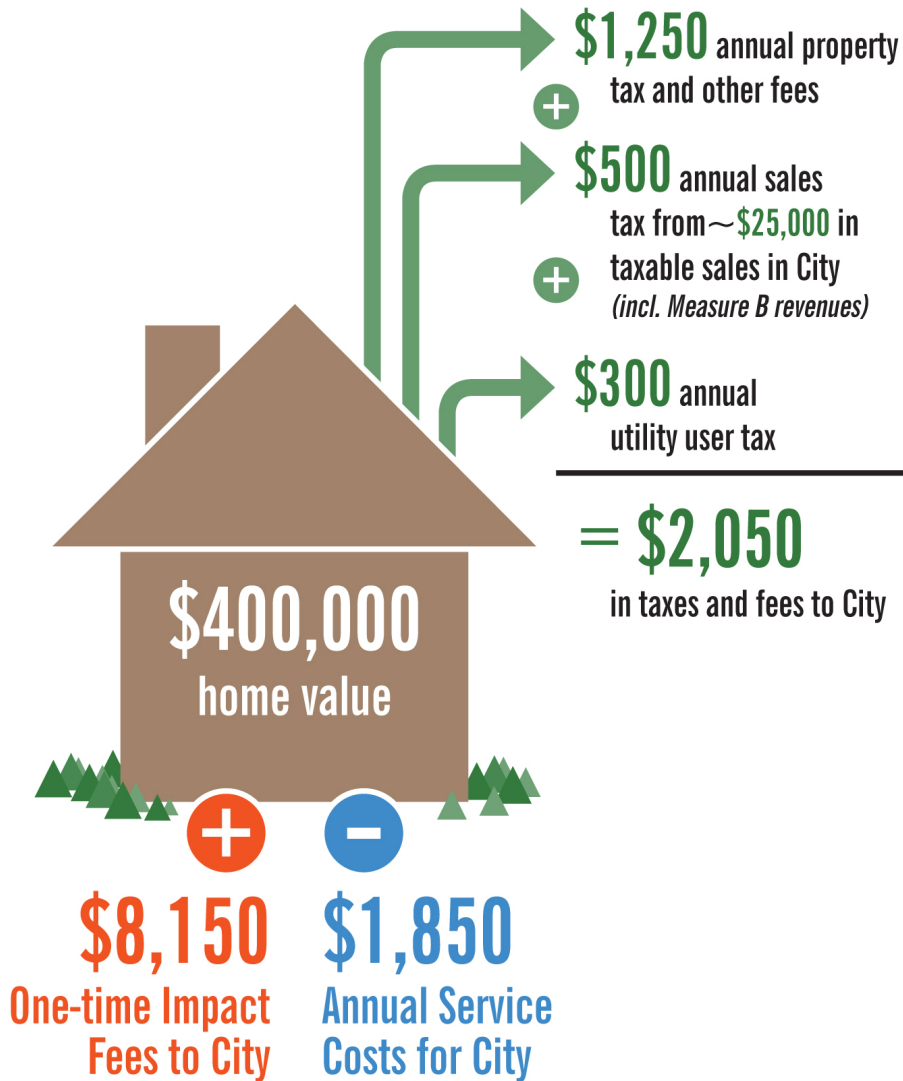 $1,250 annual property
tax and other fees
+
$500 annual sales
tax from ~$25,000 in
taxable sales in City
(incl. Measure B revenues)
+
$300 annual
utility user tax
= $2,050
in taxes and fees to City
$400,000
home value
+
$8,150
One-time Impact
Fees to City
-
$1,850
Annual Service
Costs for City